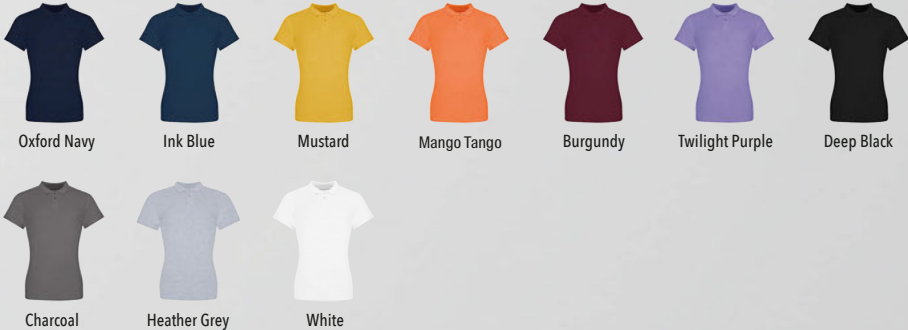 Oxford Navy
Ink Blue
Mustard
Mango Tango
Burgundy
Twilight Purple
Deep Black
Charcoal
Heather Grey
White